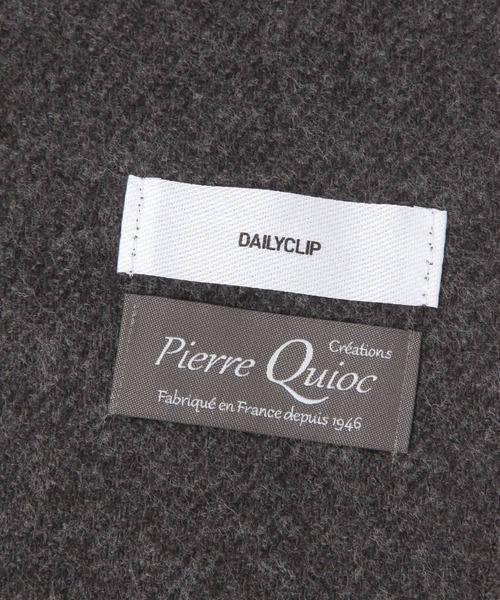 DAILYCLIP
Créations
Pierre Quioc
Fabriqué en France depuis 1946